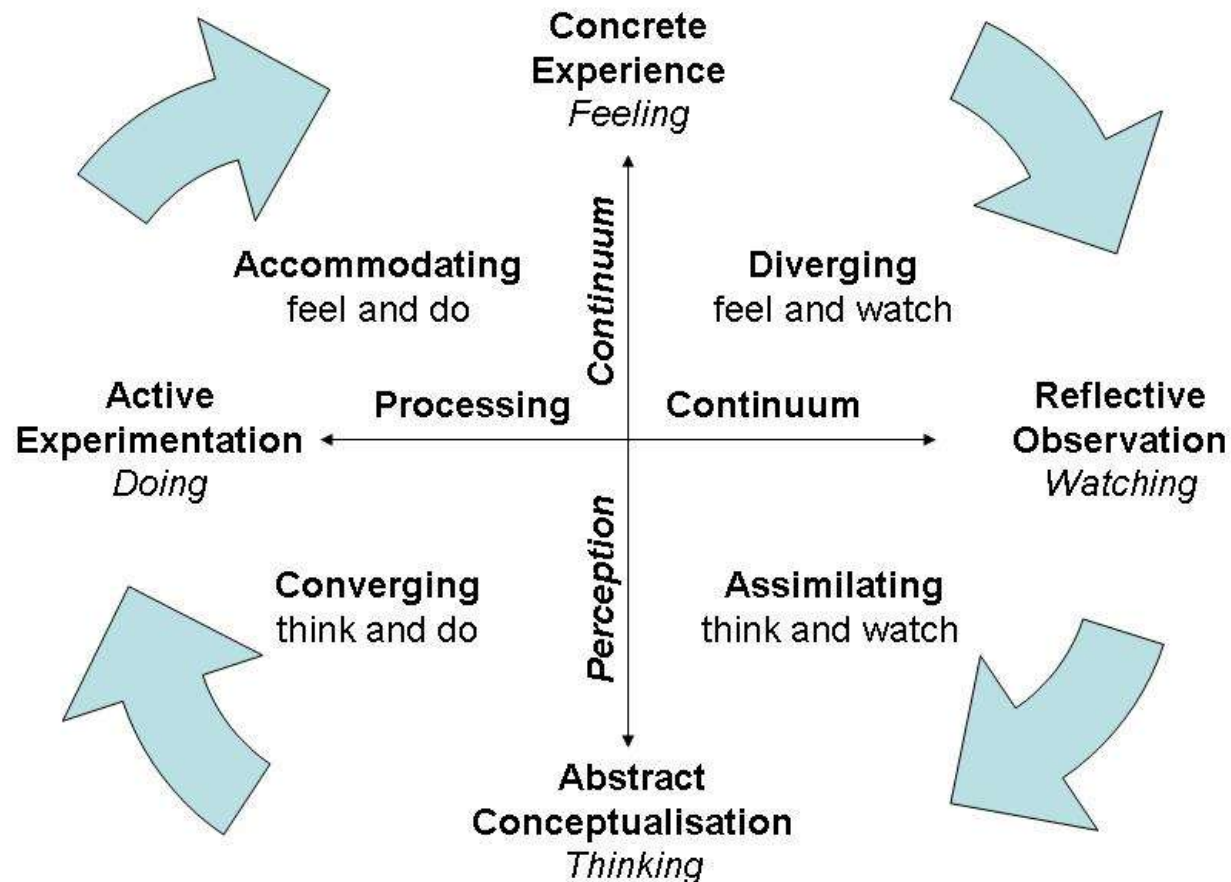 Concrete
Experience
Feeling
Accommodating
feel and do
Continuum
Diverging
feel and watch
Active
Experimentation
Doing
Processing
Continuum
Reflective
Observation
Watching
Converging
think and do
Perception
Assimilating
think and watch
Abstract
Conceptualisation
Thinking